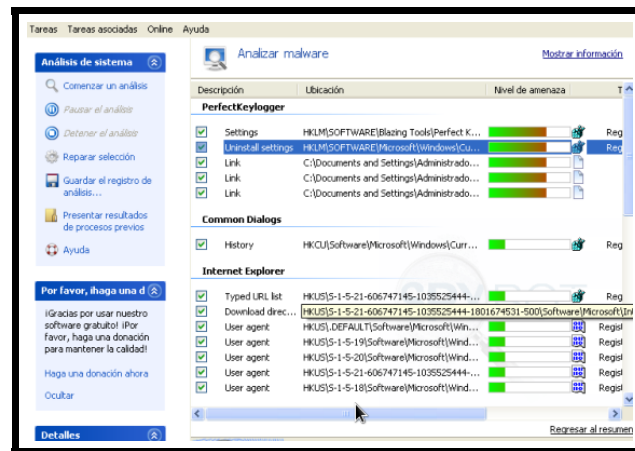 Tareas Tareas asociadas Online Ayuda
Análisis de sistema
Comenzar un análisis
Pausar el análisis
Detener el análisis
Reparar selección
Guardar el registro de
análisis...
Presentar resultados
de procesos previos
Ayuda
Por favor, ihaga una d
iGracias por usar nuestro
software gratuito! iPor
favor, haga una donación
para mantener la calidad!
Haga una donación ahora
Ocultar
Detalles
Analizar malware
Mostrar información
Descripción Ubicación Nivel de amenaza T
PerfectKeylogger
Settings HKLM\SOFTWARE\Blazing Tools\Perfect K... Reg
Uninstall settings HKLM\SOFTWARE\Microsoft\Windows\Cu... Reg
Link C:\Documents and Settings\Administrado...
Link C:\Documents and Settings\Administrado...
Link C:\Documents and Settings\Administrado...
Common Dialogs
History HKCU\Software\Microsoft\Windows\Curr... Reg
Internet Explorer
Typed URL list HKUS\S-1-5-21-606747145-1035525444-... Reg
Download direc... HKUS\S-1-5-21-606747145-1035525444-1801674531-500\Software\Microsoft\Int
User agent HKUS\.DEFAULT\Software\Microsoft\Win... Regist
User agent HKUS\S-1-5-19\Software\Microsoft\Wind... Regist
User agent HKUS\S-1-5-20\Software\Microsoft\Wind... Regist
User agent HKUS\S-1-5-21-606747145-1035525444-... Regist
User agent HKUS\S-1-5-18\Software\Microsoft\Wind... Regist
Regresar al resumen